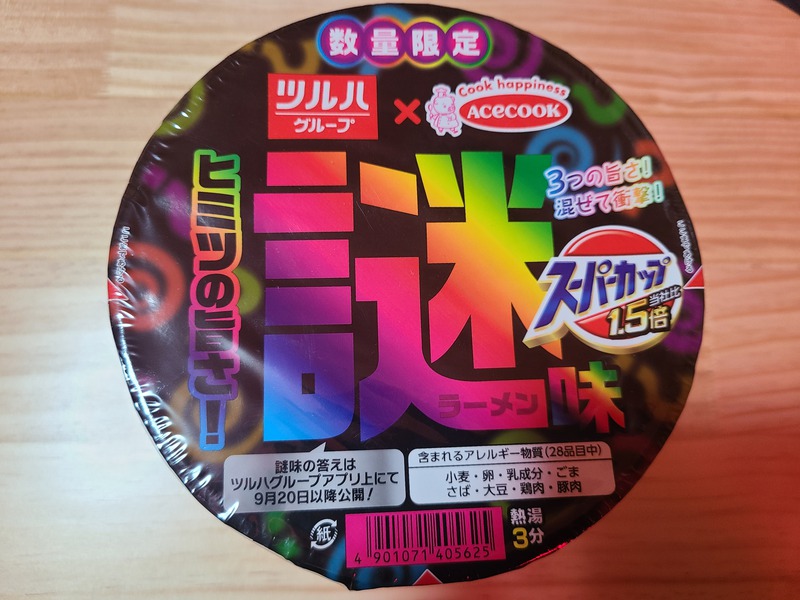 数量限定
ツルハ
グループ
×
Cook happiness
ACECOOK
ヒミツの旨さ!
謎
ラーメン
味
3つの旨さ!
混ぜて衝撃!
スーパーカップ
当社比
1.5倍
謎味の答えは
ツルハグループアプリ上にて
9月20日以降公開!
含まれるアレルギー物質(28品目中)
小麦・卵・乳成分・ごま
さば・大豆・鶏肉・豚肉
紙
4 901071 405625
熱湯
3分